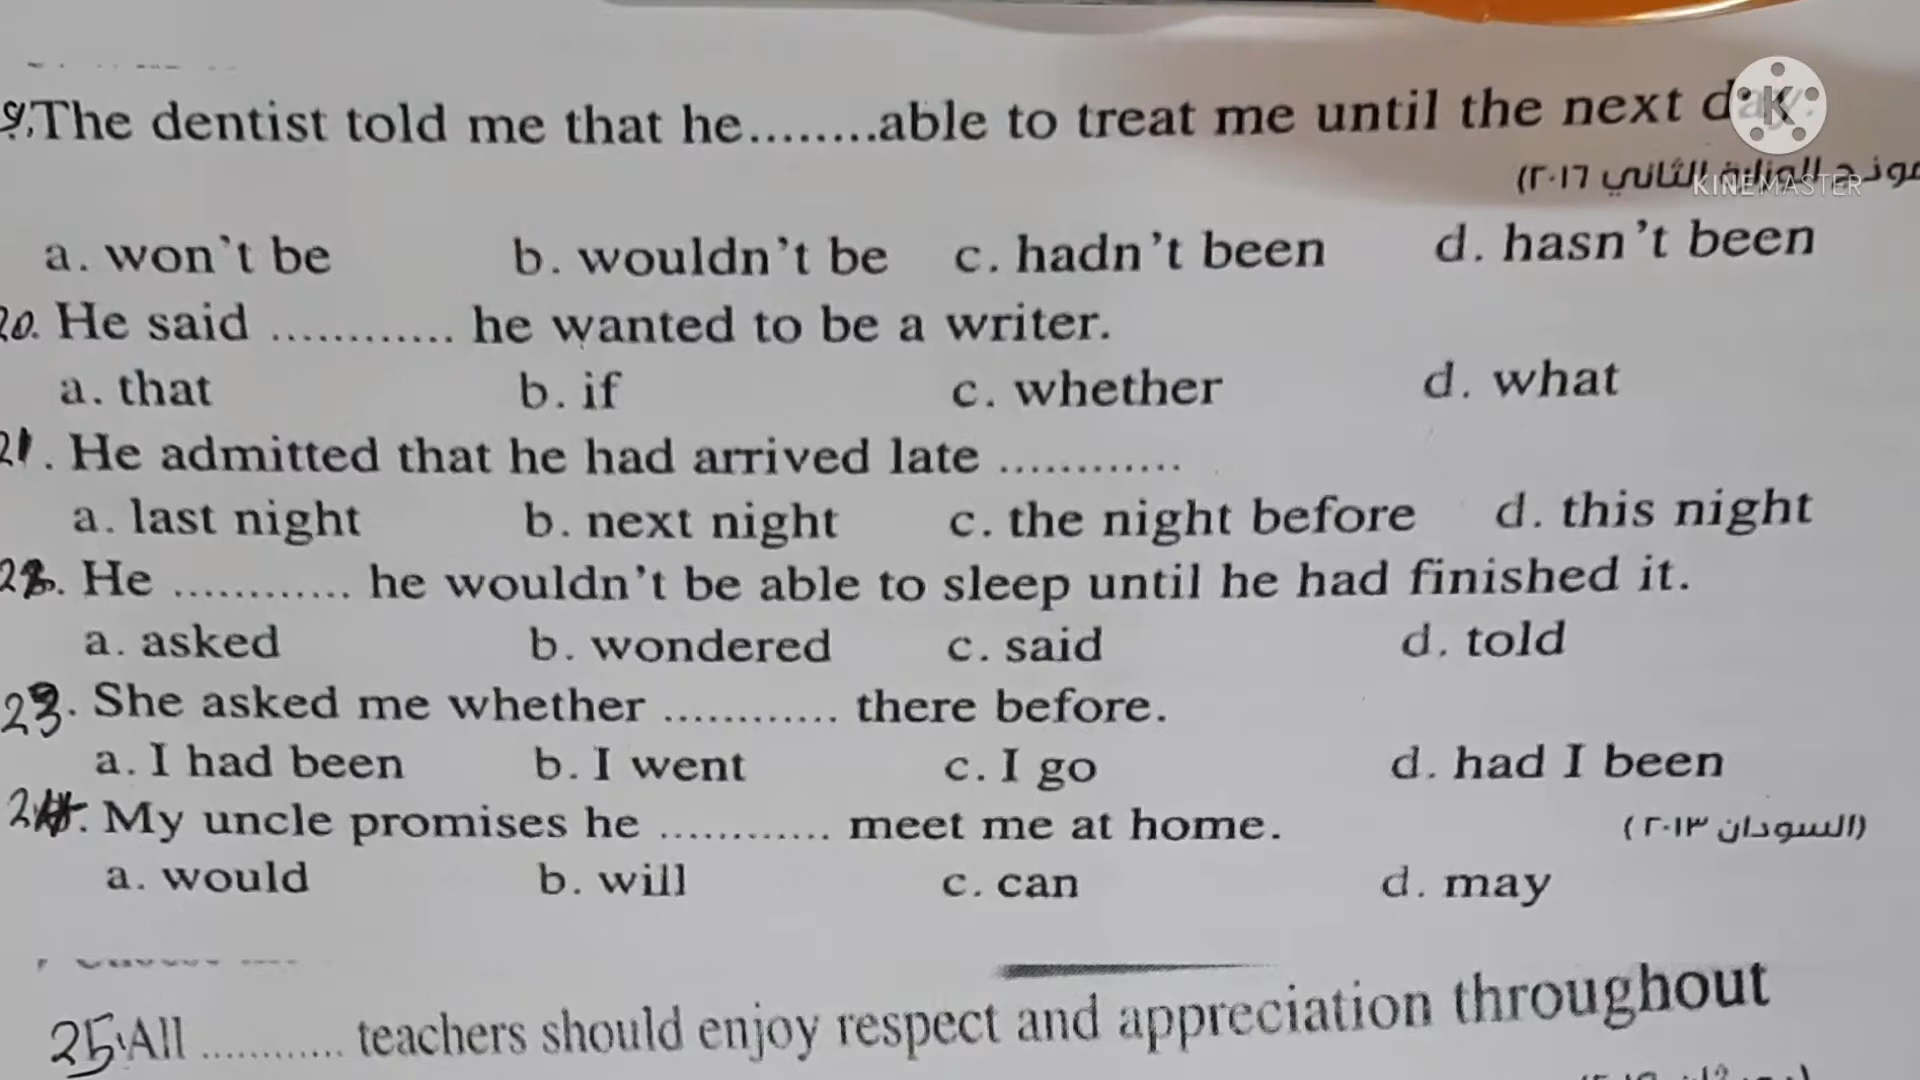 9. The dentist told me that he........able to treat me until the next day.
الثاني ٢٠١٦)
KINEMASTER
a. won't be b. wouldn't be c. hadn't been d. hasn't been
20. He said ............ he wanted to be a writer.
a. that b. if c. whether d. what
21. He admitted that he had arrived late ............
a. last night b. next night c. the night before d. this night
22. He ............ he wouldn't be able to sleep until he had finished it.
a. asked b. wondered c. said d. told
23. She asked me whether ............ there before.
a. I had been b. I went c. I go d. had I been
24. My uncle promises he ............ meet me at home. (السودان ٢٠١٣)
a. would b. will c. can d. may
25. All ............ teachers should enjoy respect and appreciation throughout